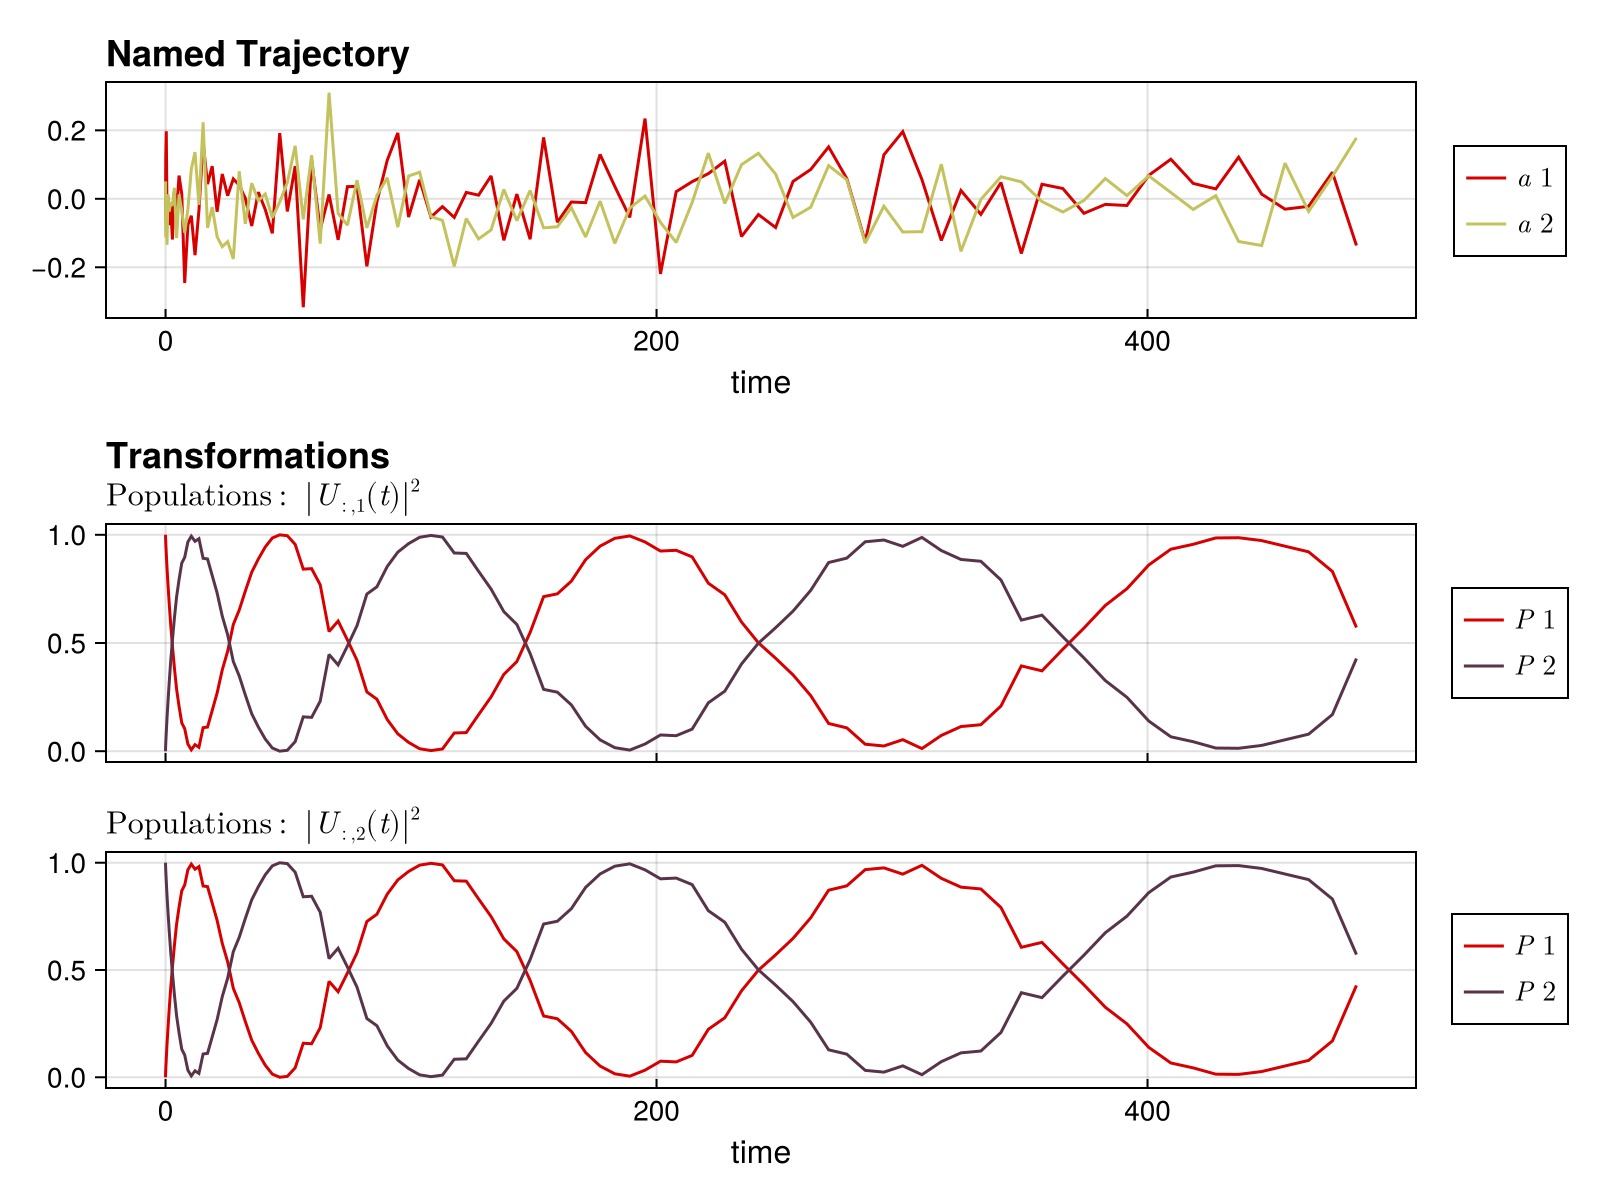 Named Trajectory
0.2
0.0
−0.2
0
200
400
time
a 1
a 2
Transformations
Populations: |U:,1(t)|²
1.0
0.5
0.0
P 1
P 2
Populations: |U:,2(t)|²
1.0
0.5
0.0
0
200
400
time
P 1
P 2